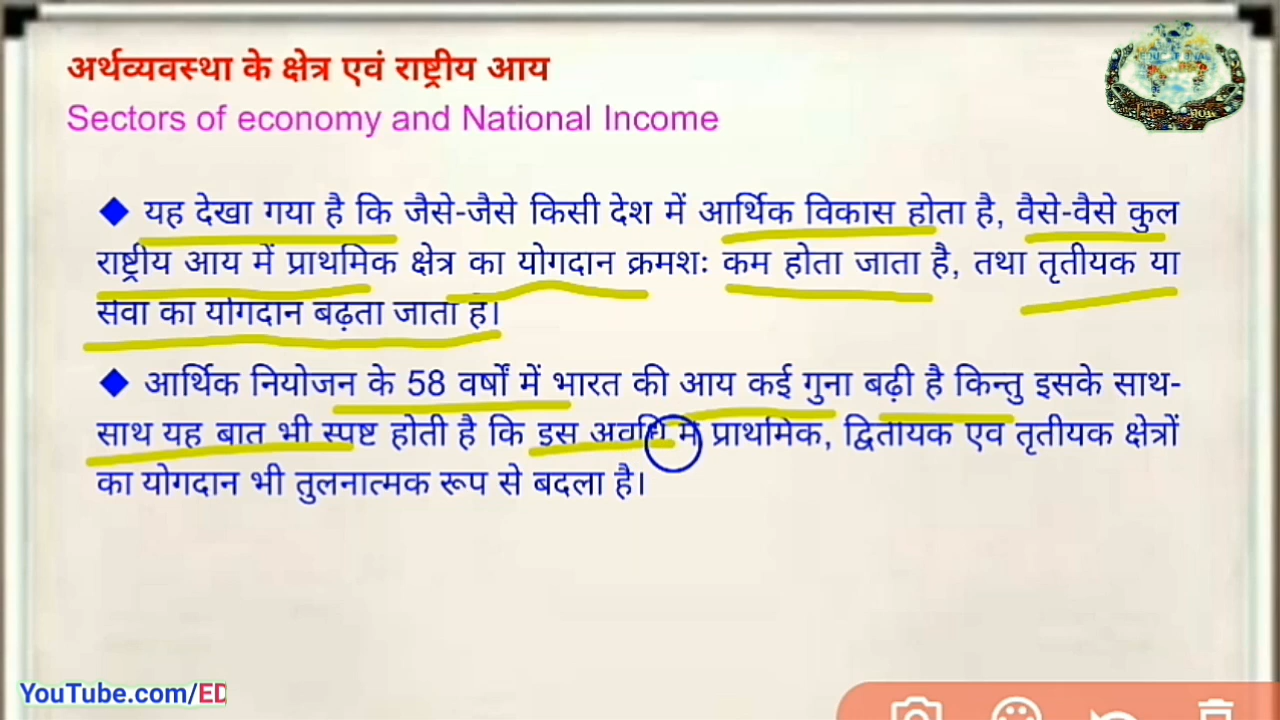 अर्थव्यवस्था के क्षेत्र एवं राष्ट्रीय आय
Sectors of economy and National Income
यह देखा गया है कि जैसे-जैसे किसी देश में आर्थिक विकास होता है, वैसे-वैसे कुल
राष्ट्रीय आय में प्राथमिक क्षेत्र का योगदान क्रमशः कम होता जाता है, तथा तृतीयक या
सेवा का योगदान बढ़ता जाता है।
आर्थिक नियोजन के 58 वर्षों में भारत की आय कई गुना बढ़ी है किन्तु इसके साथ-
साथ यह बात भी स्पष्ट होती है कि इस अवधि में प्राथमिक, द्वितीयक एवं तृतीयक क्षेत्रों
का योगदान भी तुलनात्मक रूप से बदला है।
YouTube.com/ED